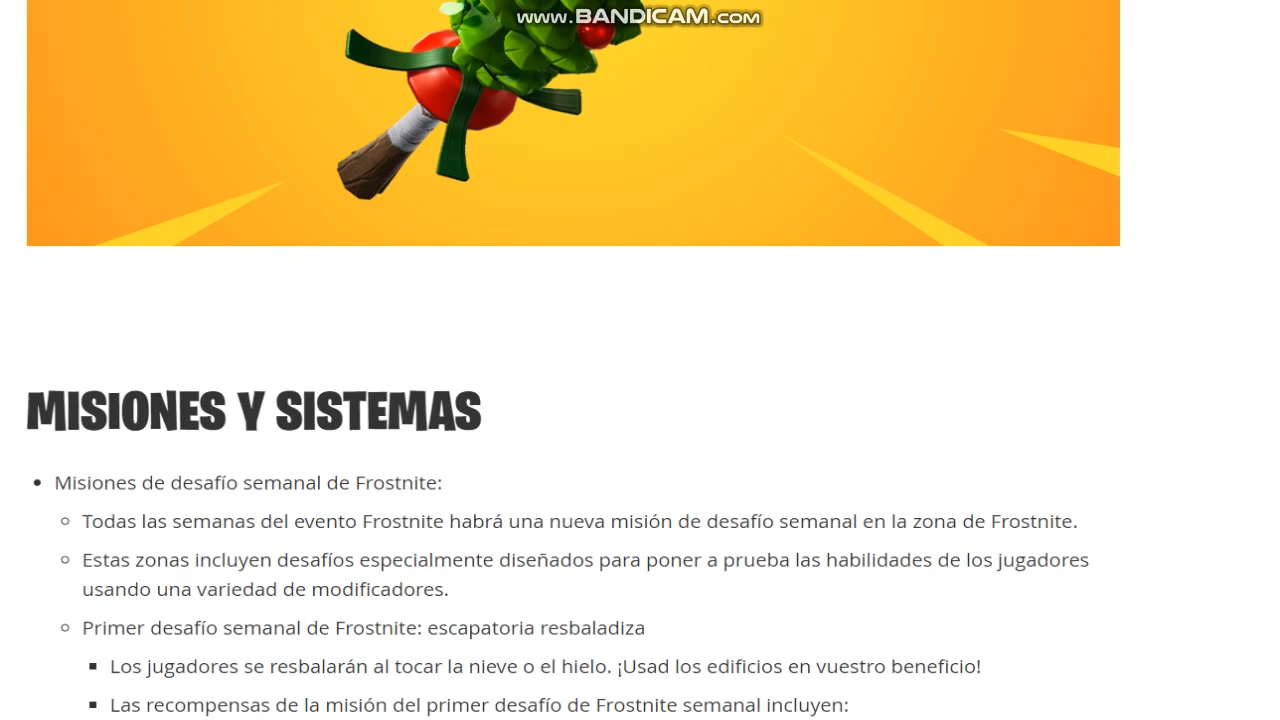 www.BANDICAM.com
MISIONES Y SISTEMAS
Misiones de desafío semanal de Frostnite:
Todas las semanas del evento Frostnite habrá una nueva misión de desafío semanal en la zona de Frostnite.
Estas zonas incluyen desafíos especialmente diseñados para poner a prueba las habilidades de los jugadores
usando una variedad de modificadores.
Primer desafío semanal de Frostnite: escapatoria resbaladiza
Los jugadores se resbalarán al tocar la nieve o el hielo. ¡Usad los edificios en vuestro beneficio!
Las recompensas de la misión del primer desafío de Frostnite semanal incluyen: